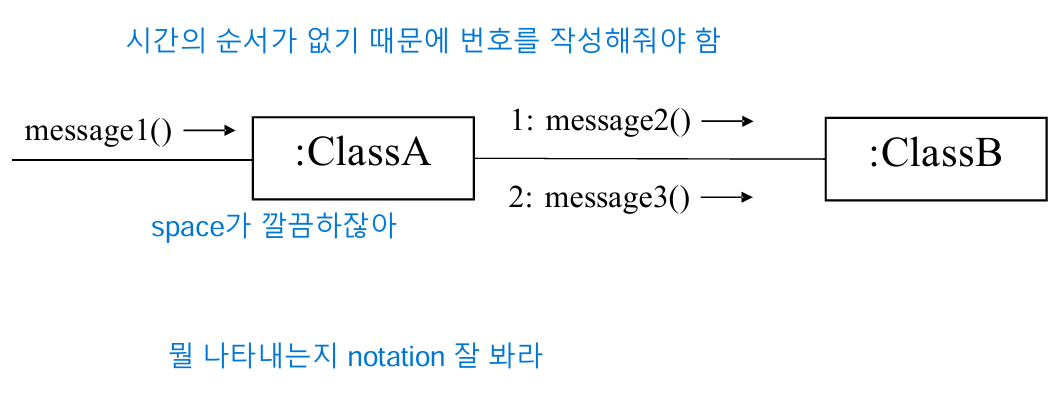 시간의 순서가 없기 때문에 번호를 작성해줘야 함
message1()
:ClassA
1: message2()
2: message3()
:ClassB
space가 깔끔하잖아
뭘 나타내는지 notation 잘 봐라